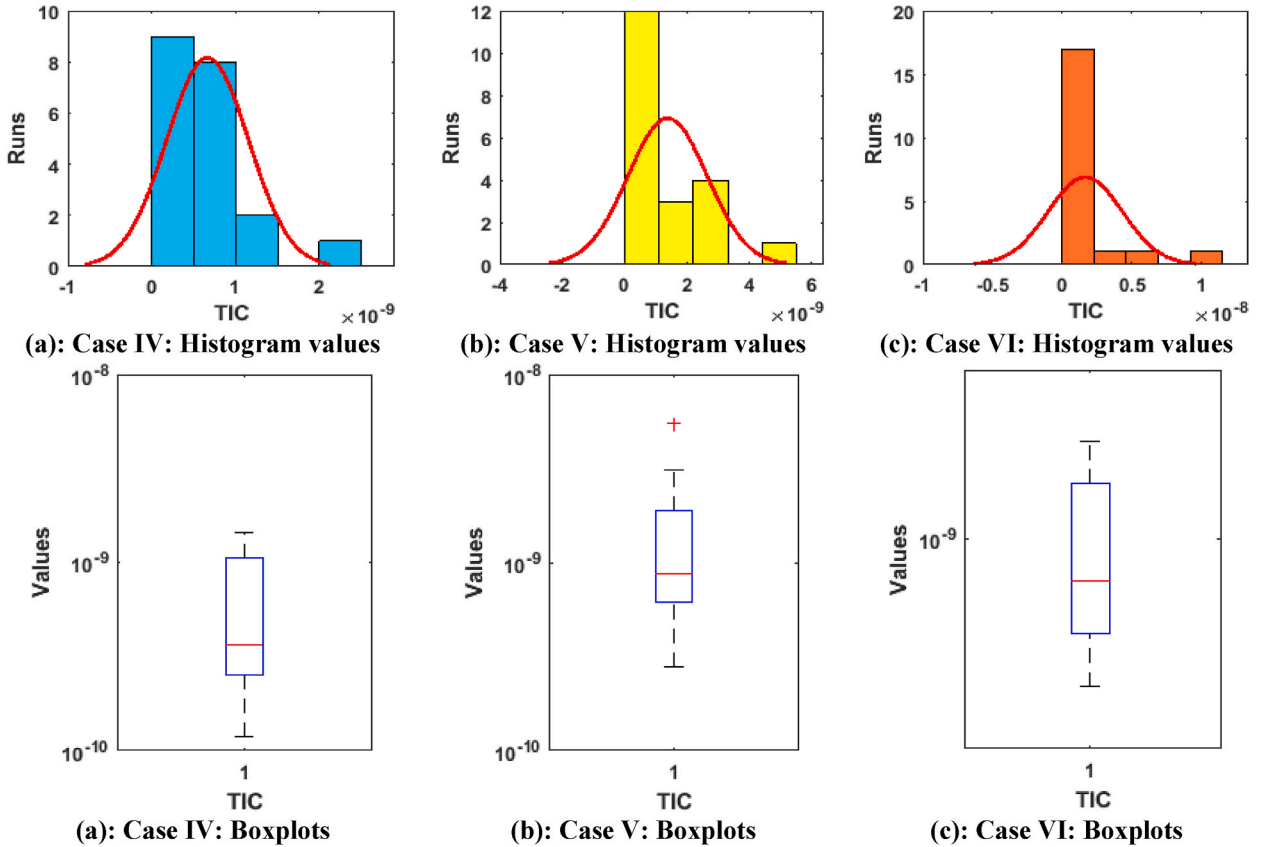 10
8
6
4
2
0
Runs
-1
0
1
2
TIC
×10-9
(a): Case IV: Histogram values
12
10
8
6
4
2
0
Runs
-4
-2
0
2
4
6
TIC
×10-9
(b): Case V: Histogram values
20
15
10
5
0
Runs
-1
-0.5
0
0.5
1
TIC
×10-8
(c): Case VI: Histogram values
10-8
10-9
10-10
Values
1
TIC
(a): Case IV: Boxplots
10-8
10-9
10-10
Values
1
TIC
(b): Case V: Boxplots
10-9
Values
1
TIC
(c): Case VI: Boxplots